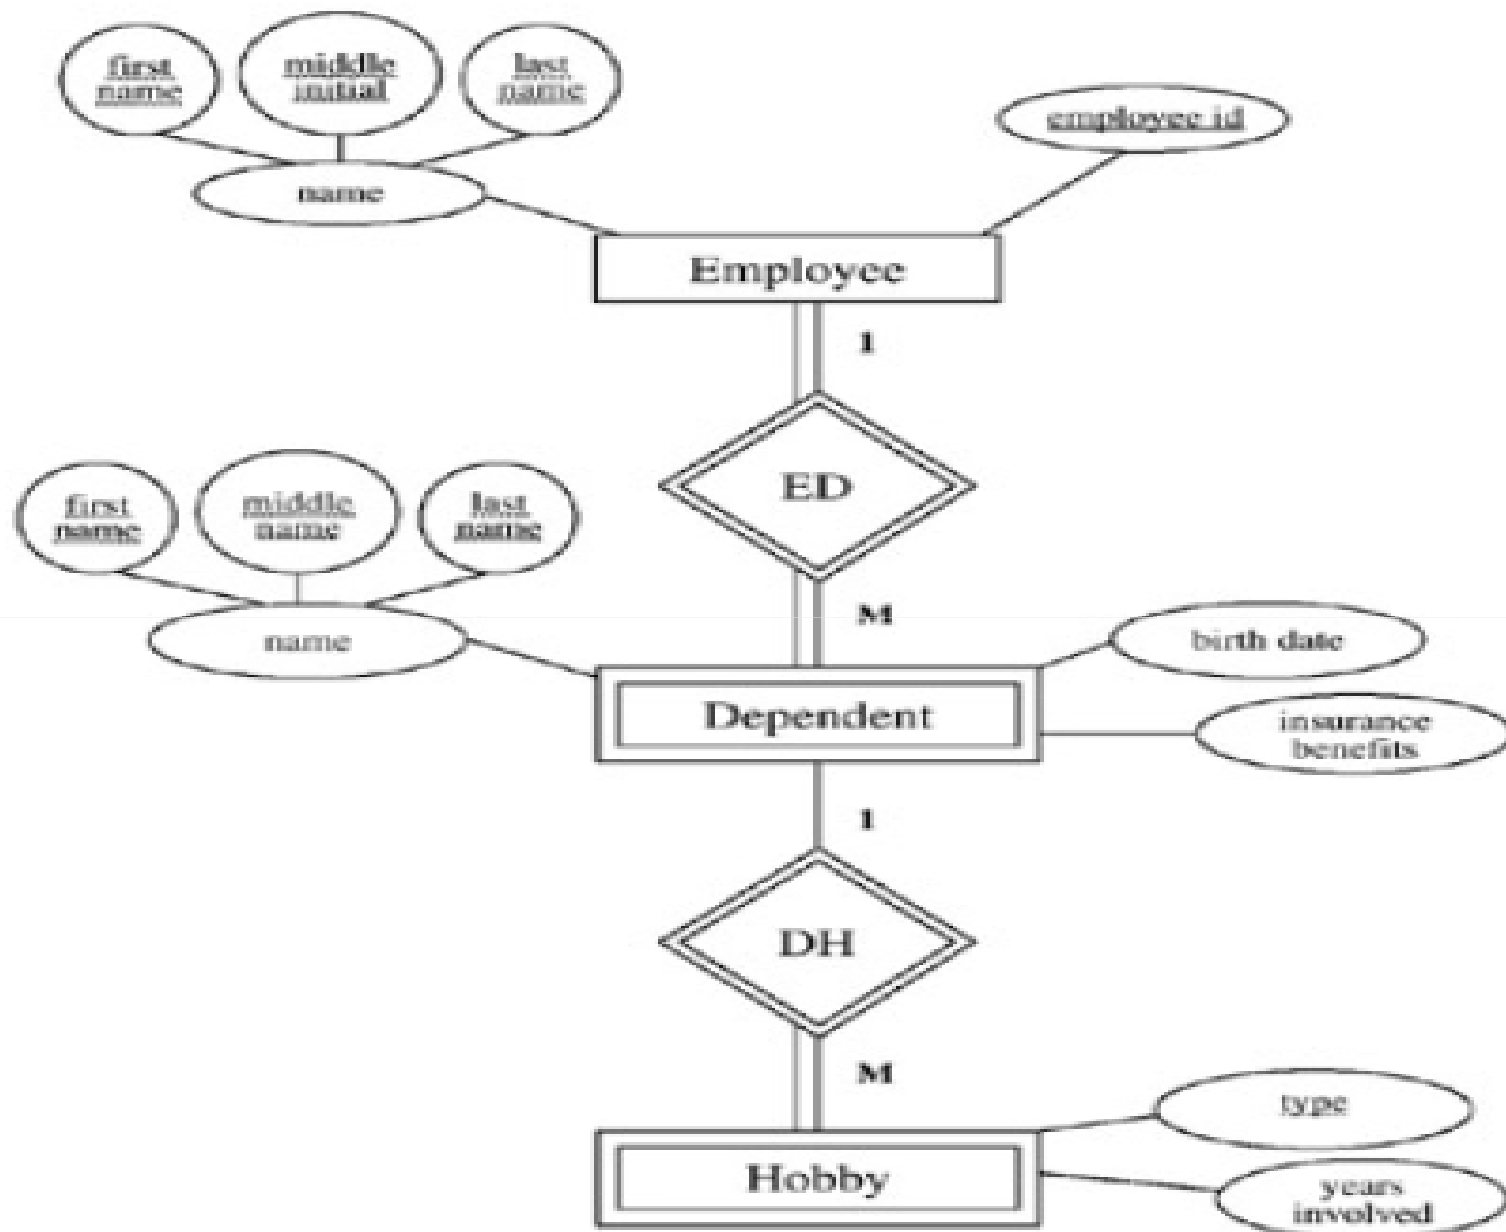 first
name
middle
initial
last
name
employee id
name
Employee
1
ED
first
name
middle
name
last
name
M
name
birth date
Dependent
insurance
benefits
1
DH
M
type
Hobby
years
involved